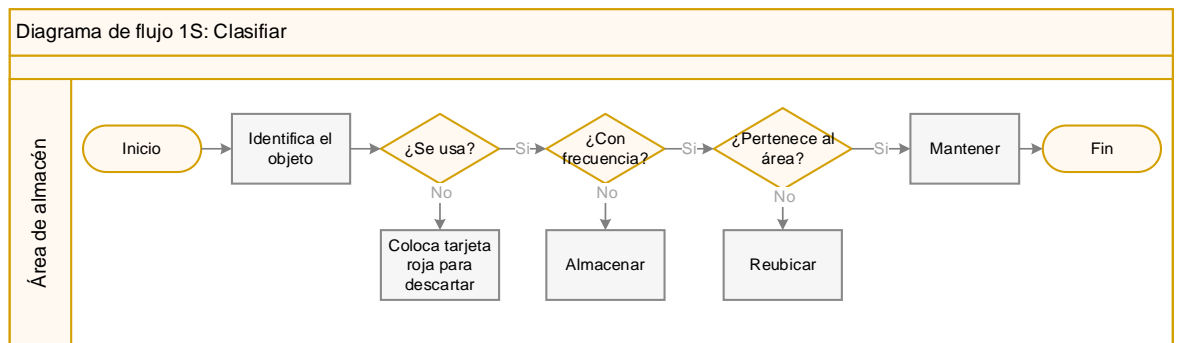 Diagrama de flujo 1S: Clasifiar
Área de almacén
Inicio
Identifica el
objeto
¿Se usa?
Si
¿Con
frecuencia?
Si
¿Pertenece al
área?
Si
Mantener
Fin
No
No
No
Coloca tarjeta
roja para
descartar
Almacenar
Reubicar